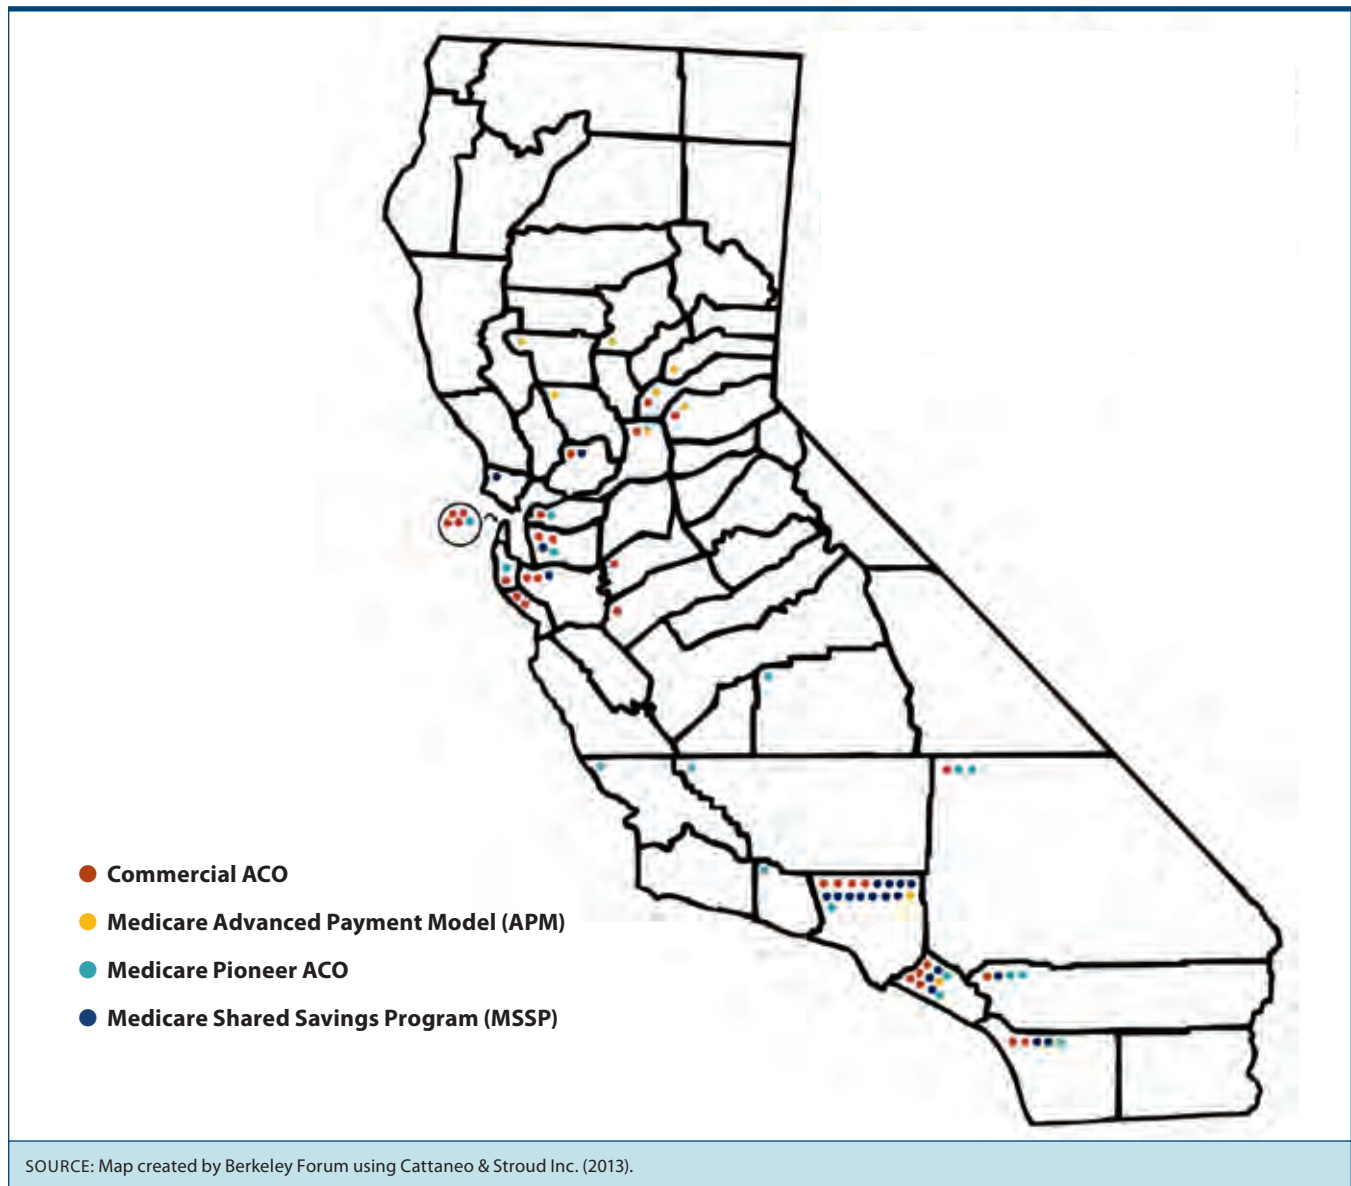 Commercial ACO
Medicare Advanced Payment Model (APM)
Medicare Pioneer ACO
Medicare Shared Savings Program (MSSP)
SOURCE: Map created by Berkeley Forum using Cattaneo & Stroud Inc. (2013).